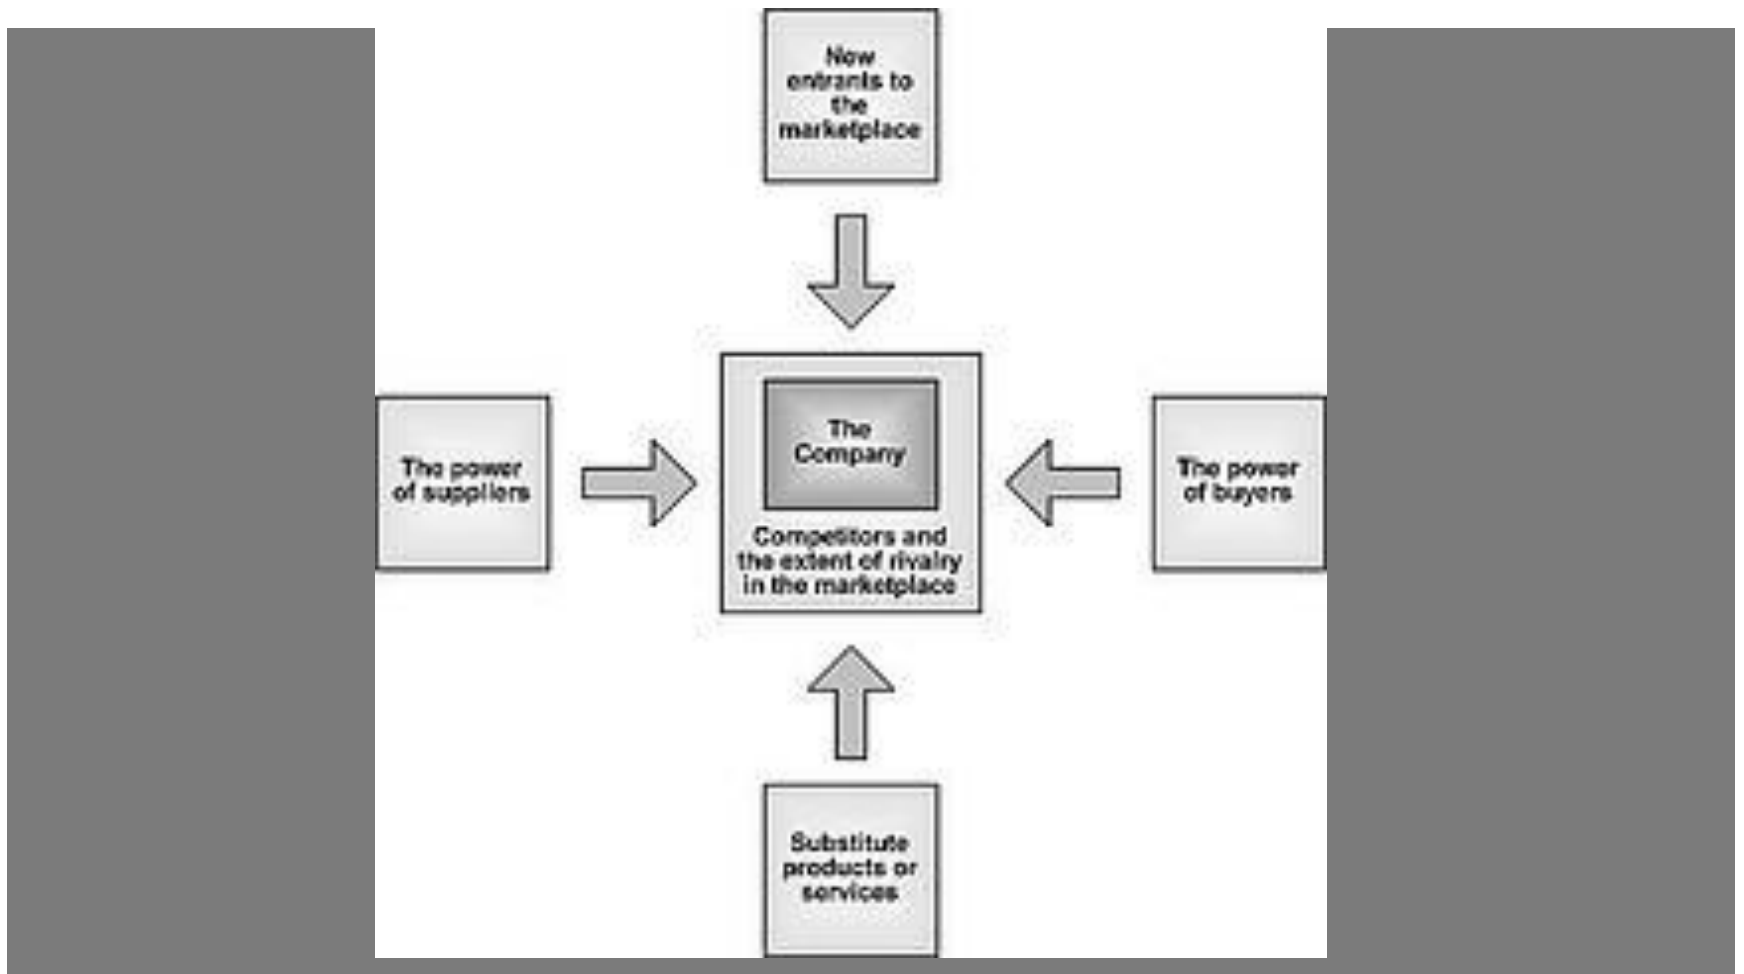 New
entrants to
the
marketplace
The power
of suppliers
The
Company
Competitors and
the extent of rivalry
in the marketplace
The power
of buyers
Substitute
products or
services